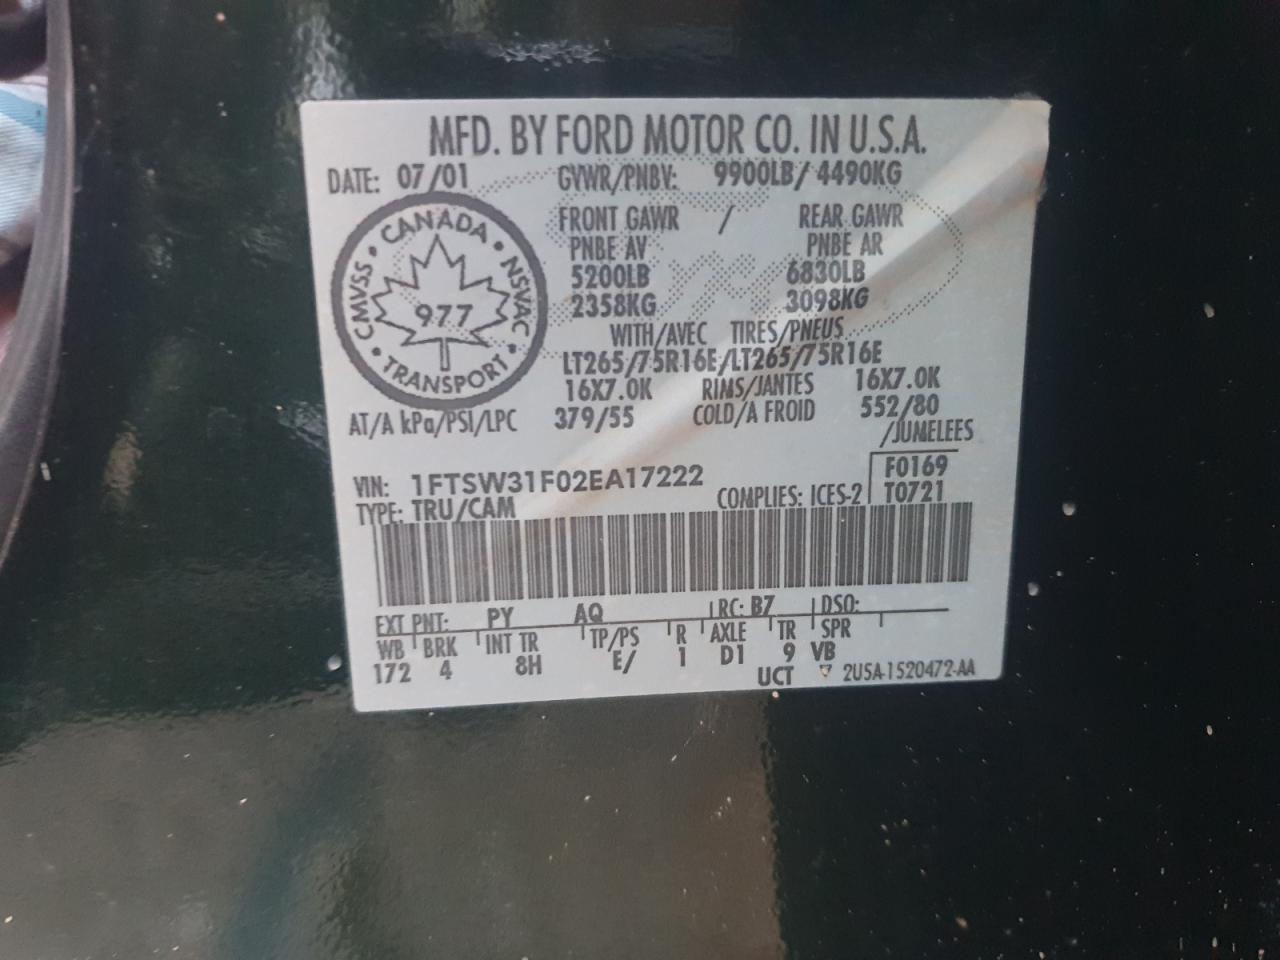 MFD. BY FORD MOTOR CO. IN U.S.A.
DATE: 07/01 GVWR/PNBV: 9900LB/4490KG
FRONT GAWR / REAR GAWR
PNBE AV PNBE AR
5200LB 6830LB
2358KG 3098KG
CANADA • NSVAC • TRANSPORT • CMVSS •
977
WITH/AVEC TIRES/PNEUS
LT265/75R16E/LT265/75R16E
16X7.0K RIMS/JANTES 16X7.0K
AT/A kPa/PSI/LPC 379/55 COLD/A FROID 552/80
/JUMELEES
VIN: 1FTSW31F02EA17222 F0169
TYPE: TRU/CAM COMPLIES: ICES-2 T0721
EXT PNT: PY AQ RC: B7 DSO:
WB BRK INT TR TP/PS R AXLE TR SPR
172 4 8H E/ 1 D1 9 VB
UCT ▽ 2U5A-1520472-AA